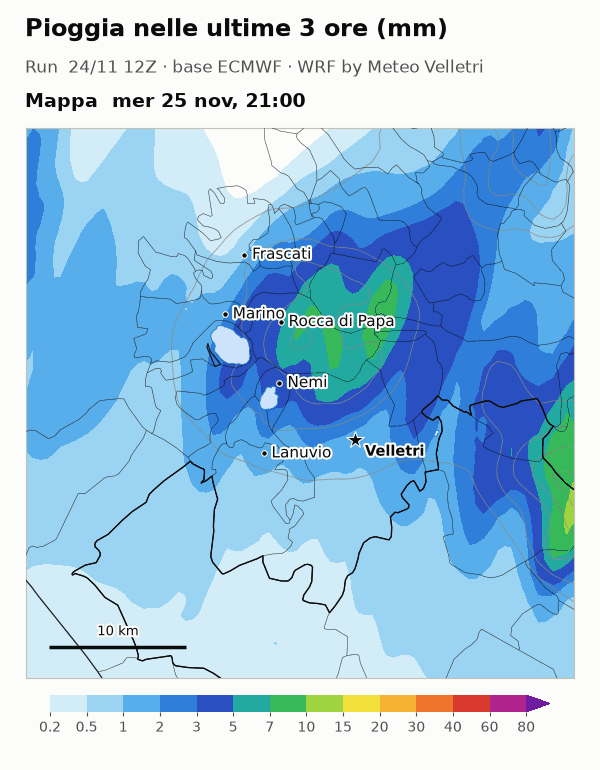 Pioggia nelle ultime 3 ore (mm)
Run  24/11 12Z · base ECMWF · WRF by Meteo Velletri
Mappa  mer 25 nov, 21:00
Frascati
Marino
Rocca di Papa
Nemi
Velletri
Lanuvio
10 km
0.2 0.5 1 2 3 5 7 10 15 20 30 40 60 80